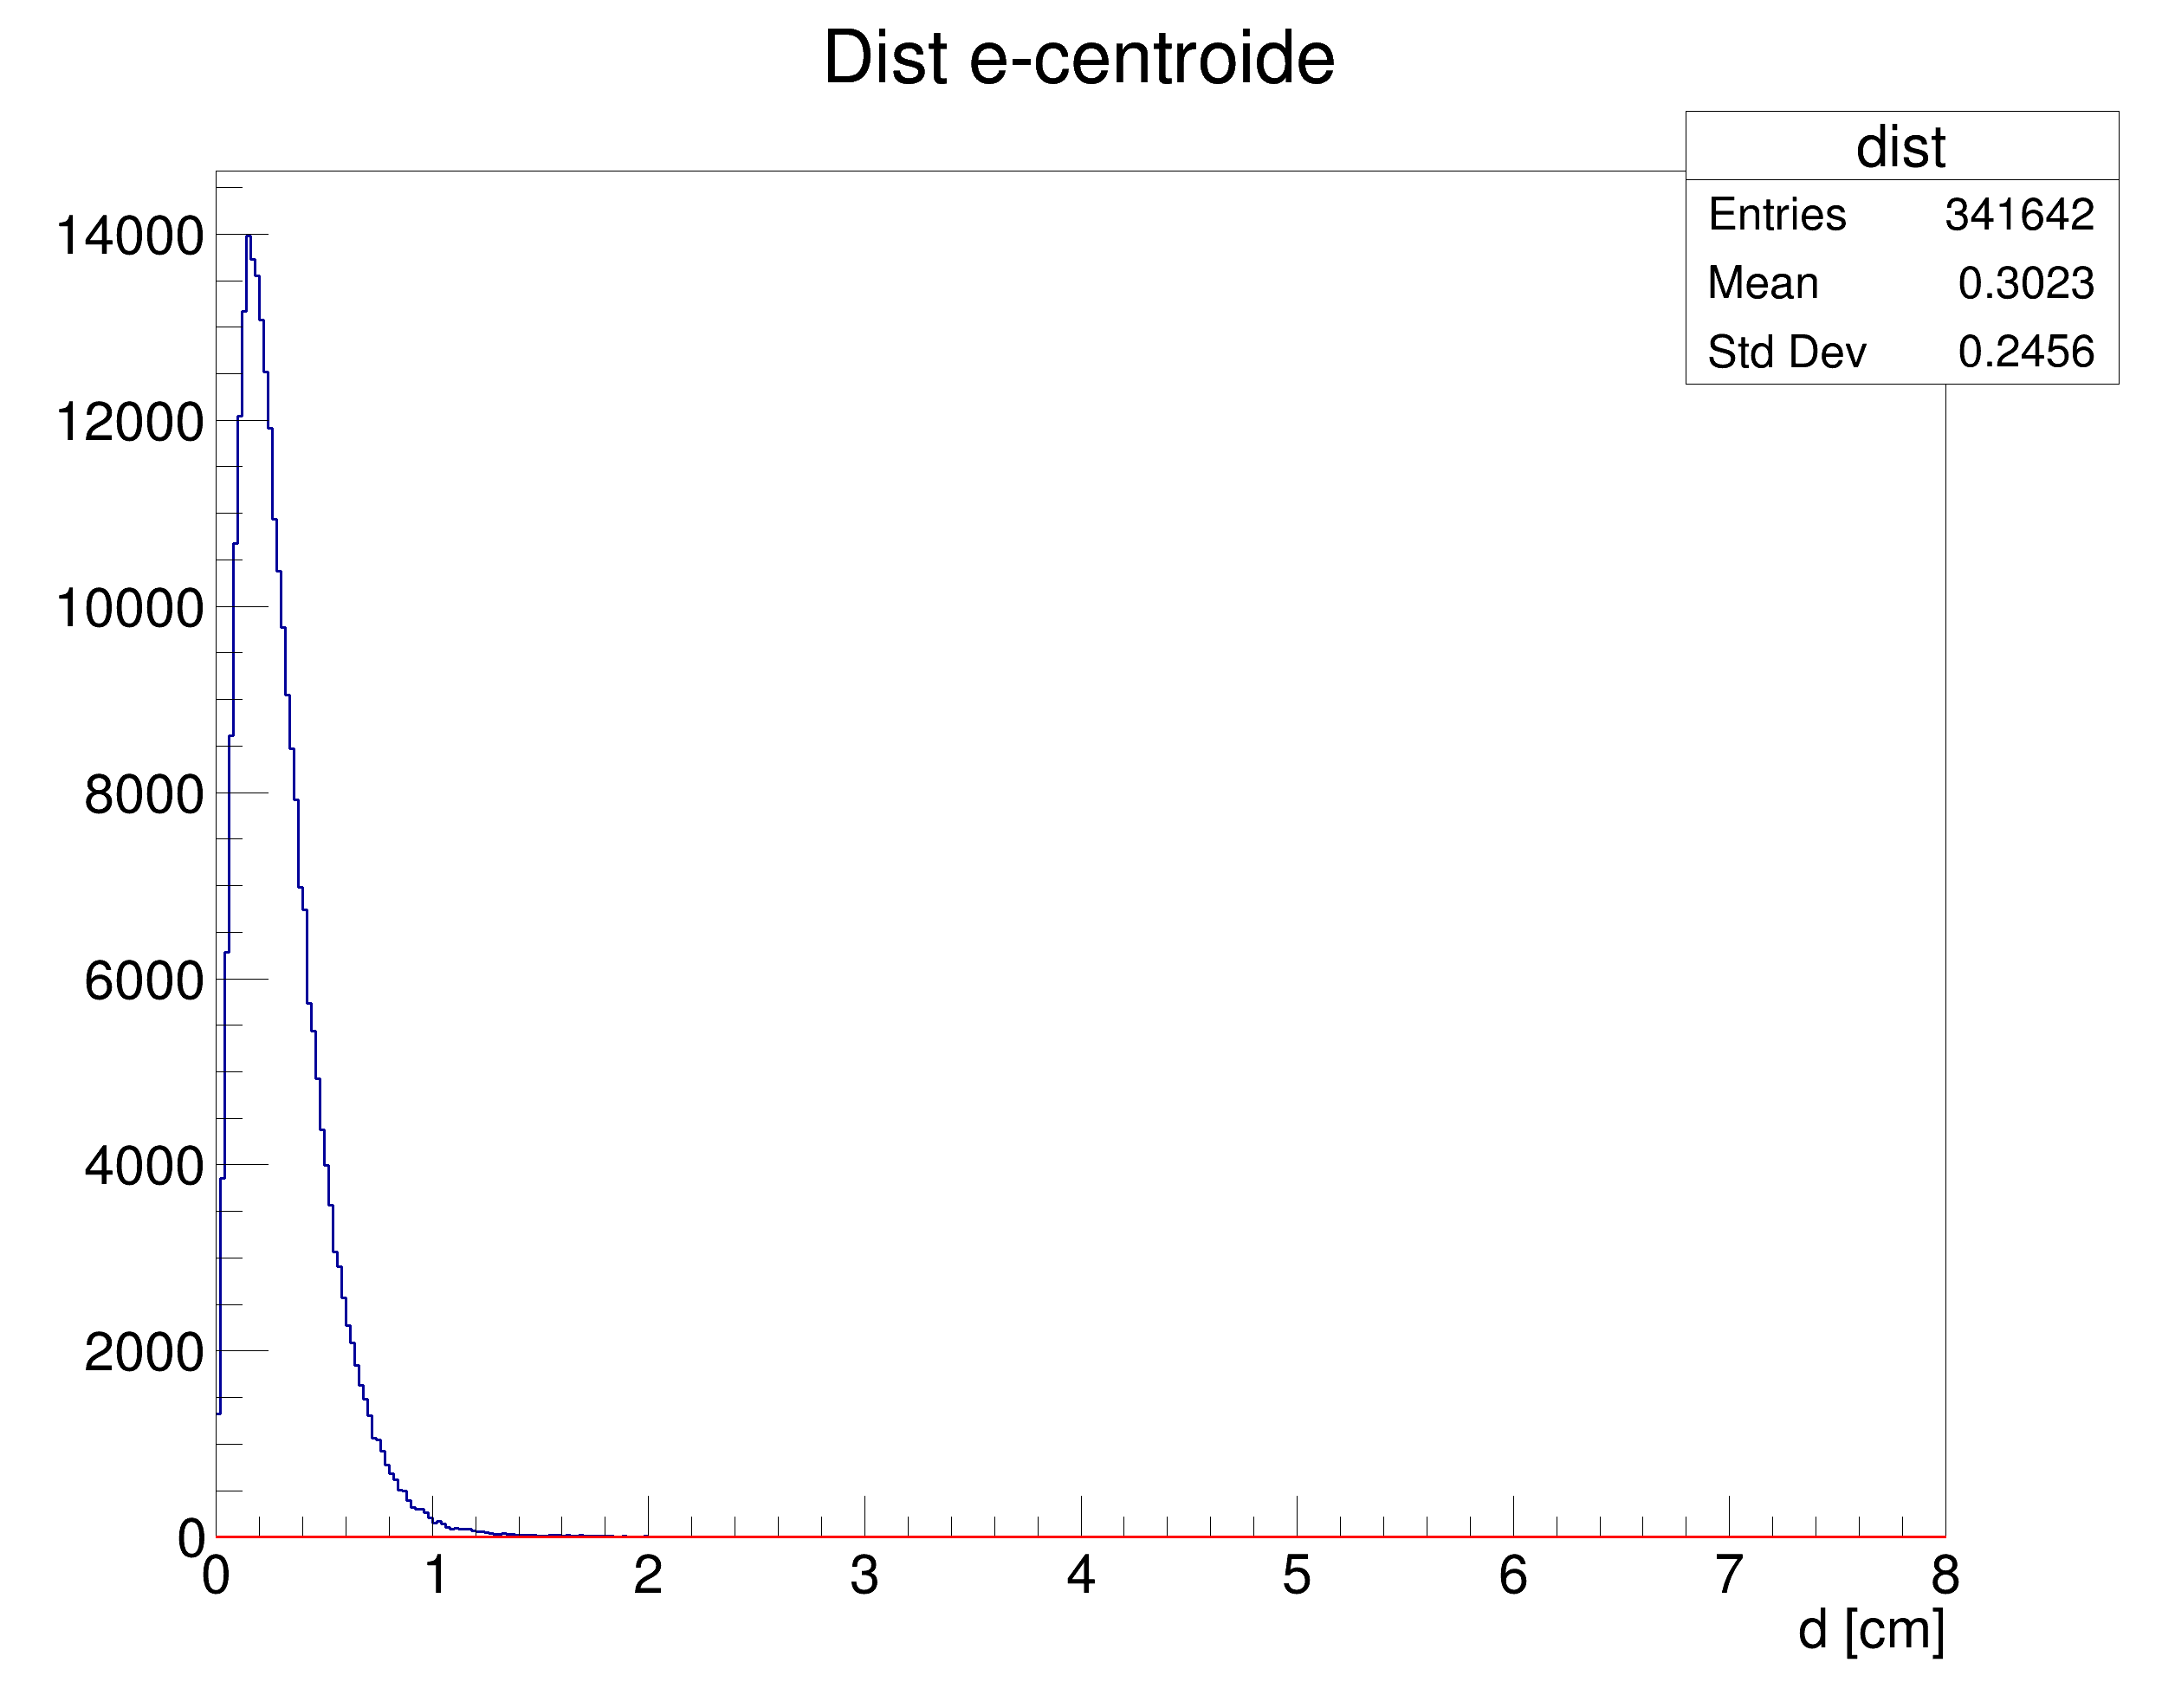 Dist e-centroide
dist
Entries 341642
Mean 0.3023
Std Dev 0.2456
14000
12000
10000
8000
6000
4000
2000
0
0 1 2 3 4 5 6 7 8
d [cm]